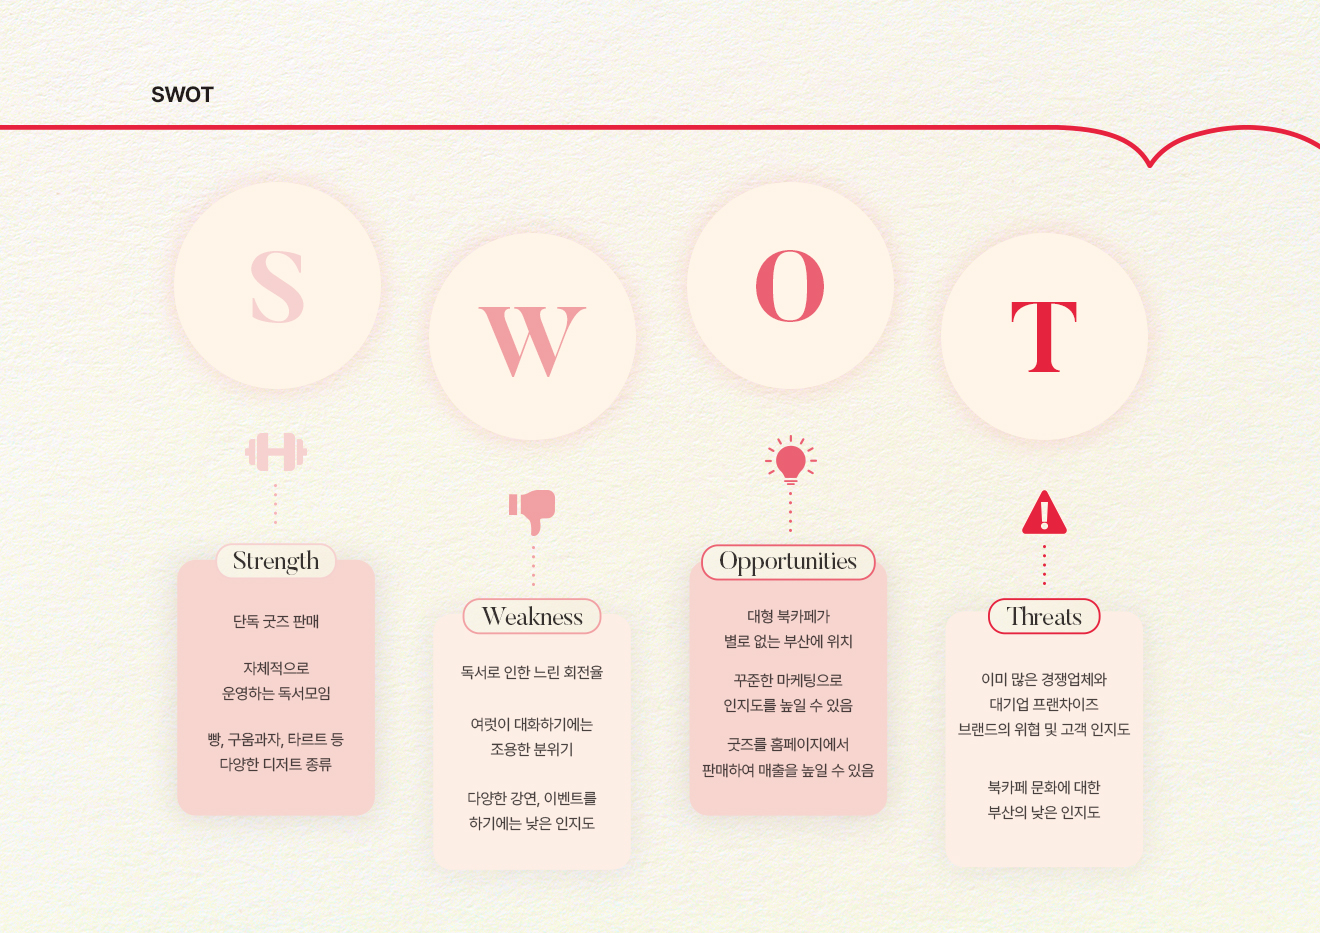 SWOT
S
W
O
T
Strength
단독 굿즈 판매
자체적으로
운영하는 독서모임
빵, 구움과자, 타르트 등
다양한 디저트 종류
Weakness
독서로 인한 느린 회전율
여럿이 대화하기에는
조용한 분위기
다양한 강연, 이벤트를
하기에는 낮은 인지도
Opportunities
대형 북카페가
별로 없는 부산에 위치
꾸준한 마케팅으로
인지도를 높일 수 있음
굿즈를 홈페이지에서
판매하여 매출을 높일 수 있음
Threats
이미 많은 경쟁업체와
대기업 프랜차이즈
브랜드의 위협 및 고객 인지도
북카페 문화에 대한
부산의 낮은 인지도